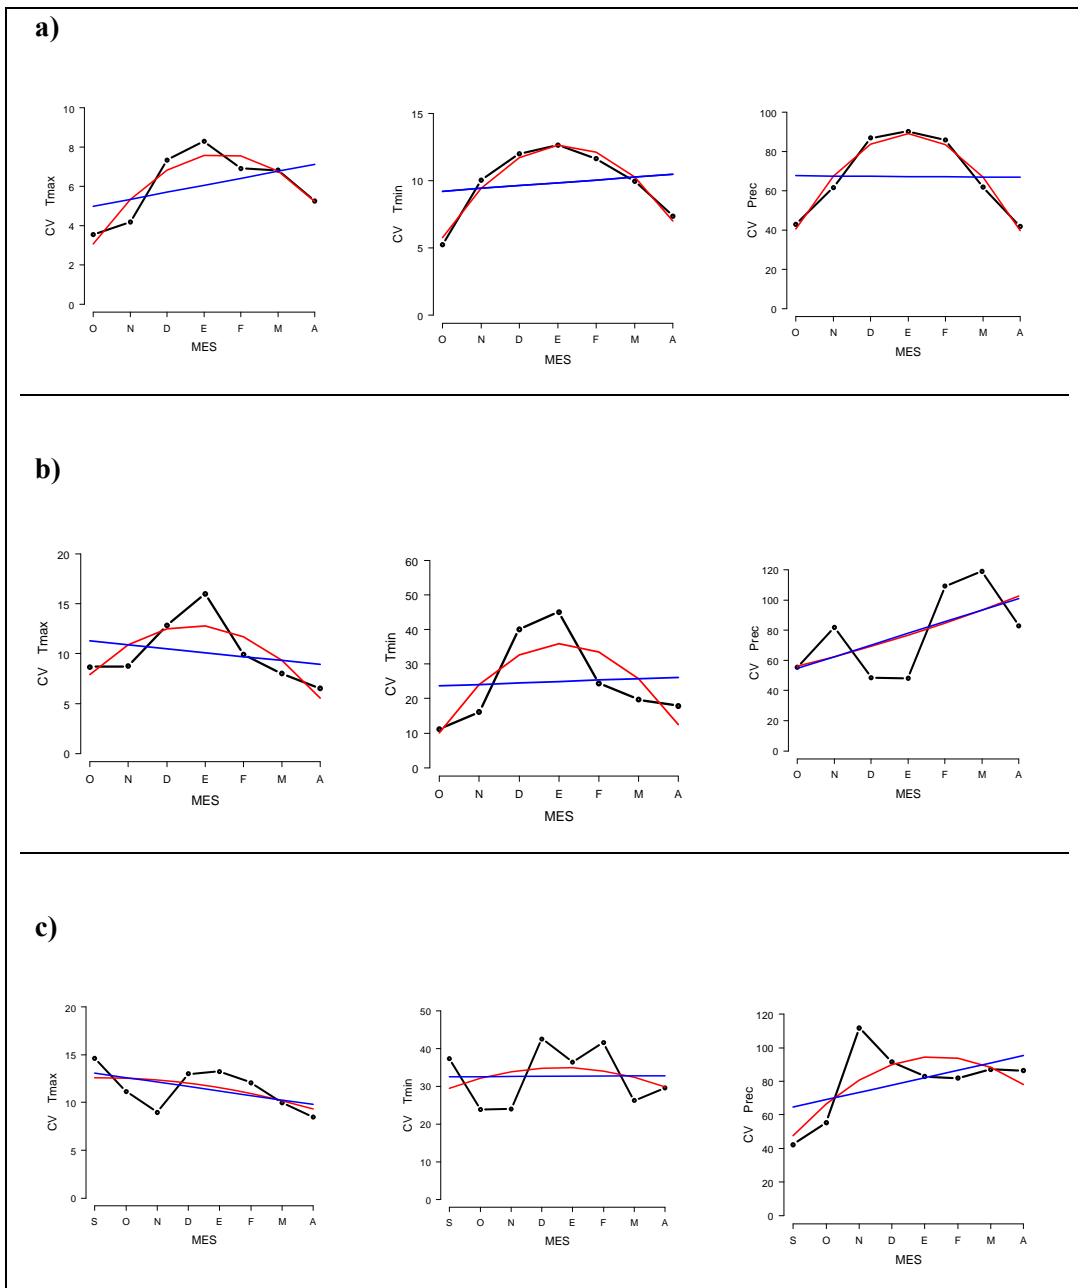 a)
CV Tmax
10
8
6
4
2
0
O N D E F M A
MES
CV Tmin
15
10
5
0
O N D E F M A
MES
CV Prec
100
80
60
40
20
0
O N D E F M A
MES
b)
CV Tmax
20
15
10
5
0
O N D E F M A
MES
CV Tmin
60
50
40
30
20
10
0
O N D E F M A
MES
CV Prec
120
100
80
60
40
20
0
O N D E F M A
MES
c)
CV Tmax
20
15
10
5
0
S O N D E F M A
MES
CV Tmin
50
40
30
20
10
0
S O N D E F M A
MES
CV Prec
120
100
80
60
40
20
0
S O N D E F M A
MES